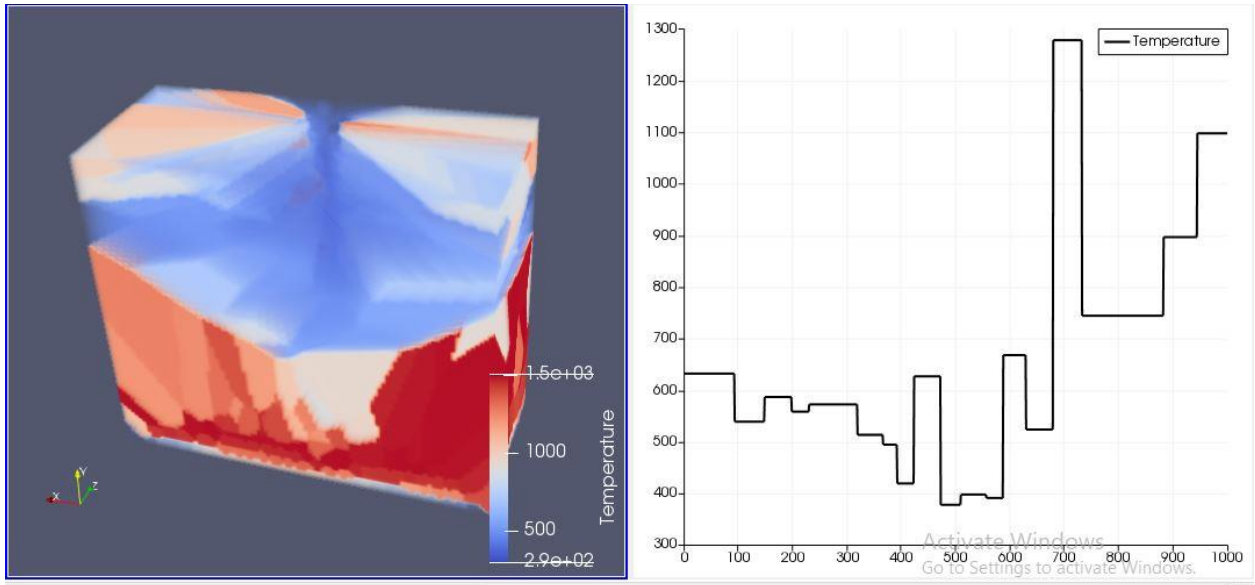 1.5e+03
1000
500
2.9e+02
Temperature
X
Y
Z
Temperature
1300
1200
1100
1000
900
800
700
600
500
400
300
0 100 200 300 400 500 600 700 800 900 1000
Activate Windows
Go to Settings to activate Windows.